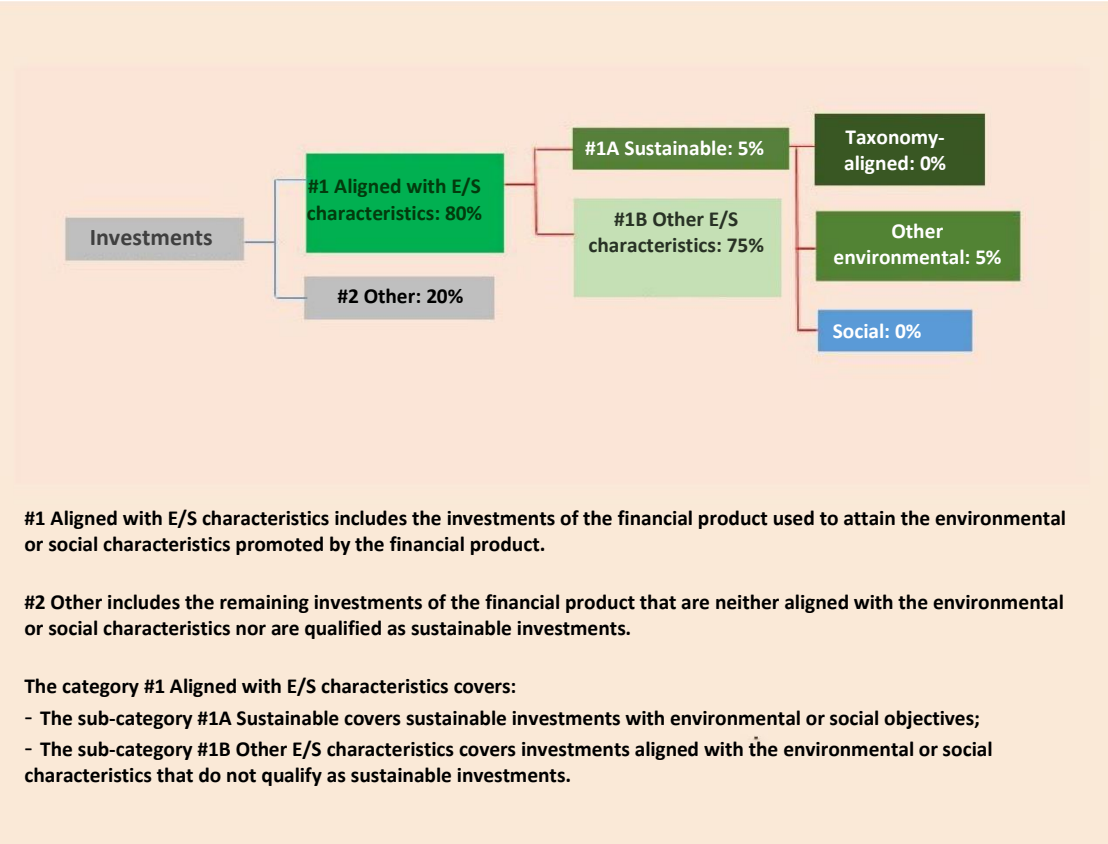 Investments
#1 Aligned with E/S
characteristics: 80%
#2 Other: 20%
#1A Sustainable: 5%
#1B Other E/S
characteristics: 75%
Taxonomy-
aligned: 0%
Other
environmental: 5%
Social: 0%
#1 Aligned with E/S characteristics includes the investments of the financial product used to attain the environmental
or social characteristics promoted by the financial product.
#2 Other includes the remaining investments of the financial product that are neither aligned with the environmental
or social characteristics nor are qualified as sustainable investments.
The category #1 Aligned with E/S characteristics covers:
- The sub-category #1A Sustainable covers sustainable investments with environmental or social objectives;
- The sub-category #1B Other E/S characteristics covers investments aligned with the environmental or social
characteristics that do not qualify as sustainable investments.